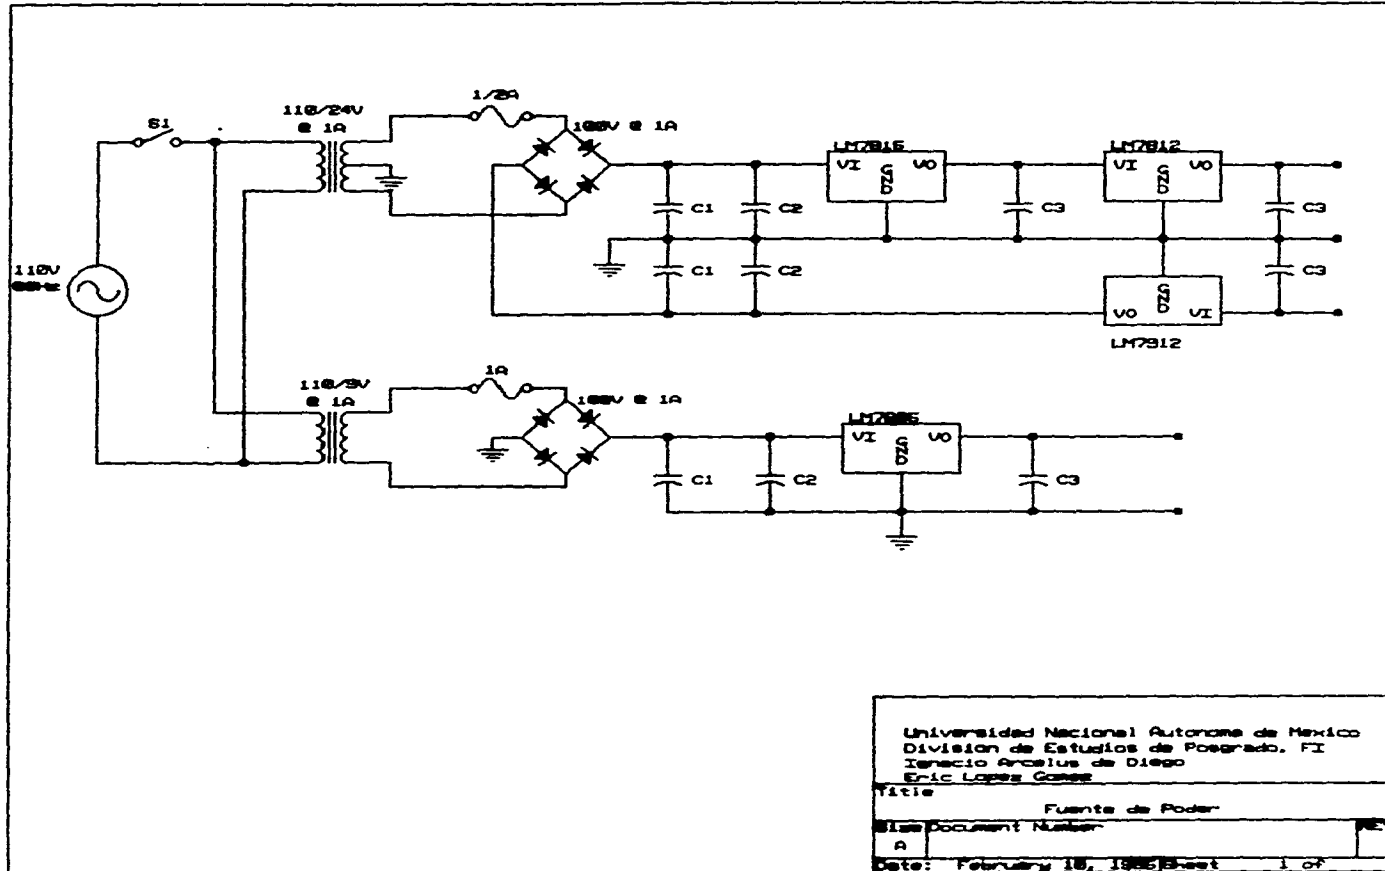 S1
110/24V
@ 1A
1/2A
100V @ 1A
LM7815
VI
VO
GND
LM7812
VI
VO
GND
C1
C2
C3
C3
C1
C2
C3
110V
60Hz
GND
VO
VI
LM7912
110/9V
@ 1A
1A
100V @ 1A
LM7805
VI
VO
GND
C1
C2
C3
Universidad Nacional Autonoma de Mexico
Division de Estudios de Posgrado, FI
Ignacio Arcelus de Diego
Eric Lopez Gomez
Title
Fuente de Poder
Size Document Number
A
Date: February 18, Sheet 1 of